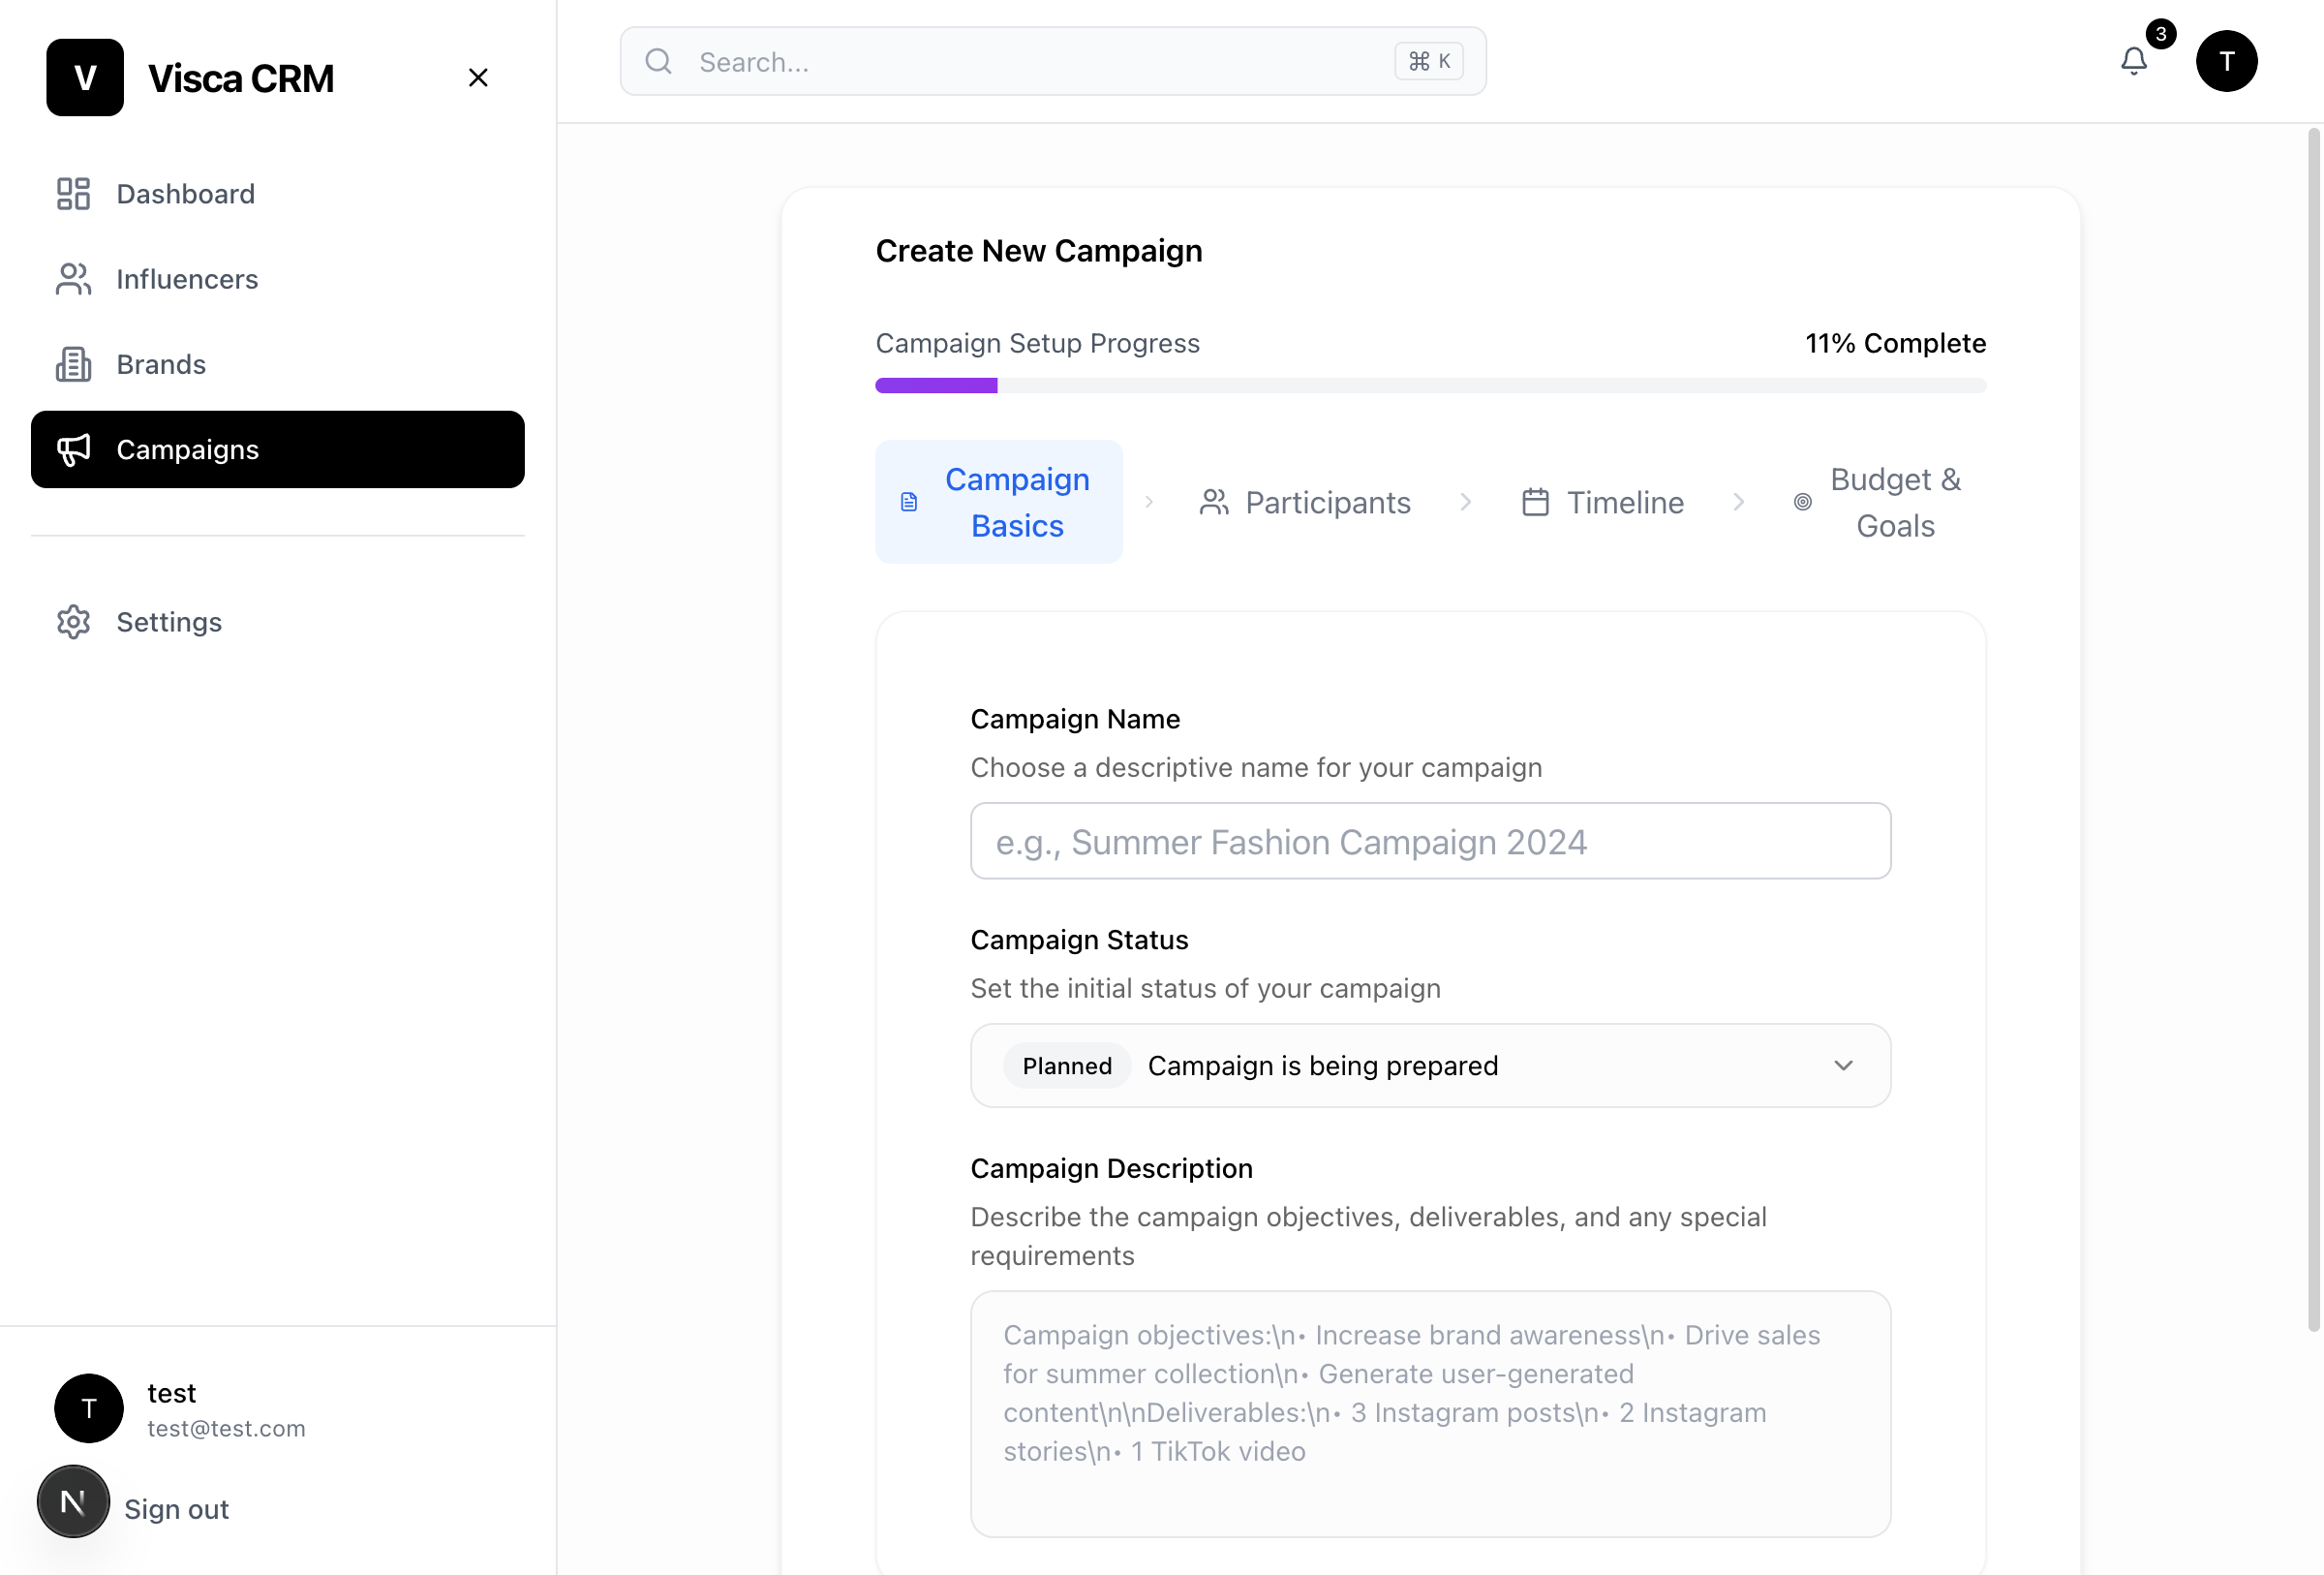 V
Visca CRM
Dashboard
Influencers
Brands
Campaigns
Settings
T
test
test@test.com
N
Sign out
Search...
⌘ K
3
T
Create New Campaign
Campaign Setup Progress
11% Complete
Campaign
Basics
Participants
Timeline
Budget &
Goals
Campaign Name
Choose a descriptive name for your campaign
e.g., Summer Fashion Campaign 2024
Campaign Status
Set the initial status of your campaign
Planned Campaign is being prepared
Campaign Description
Describe the campaign objectives, deliverables, and any special
requirements
Campaign objectives:\n• Increase brand awareness\n• Drive sales
for summer collection\n• Generate user-generated
content\n\nDeliverables:\n• 3 Instagram posts\n• 2 Instagram
stories\n• 1 TikTok video